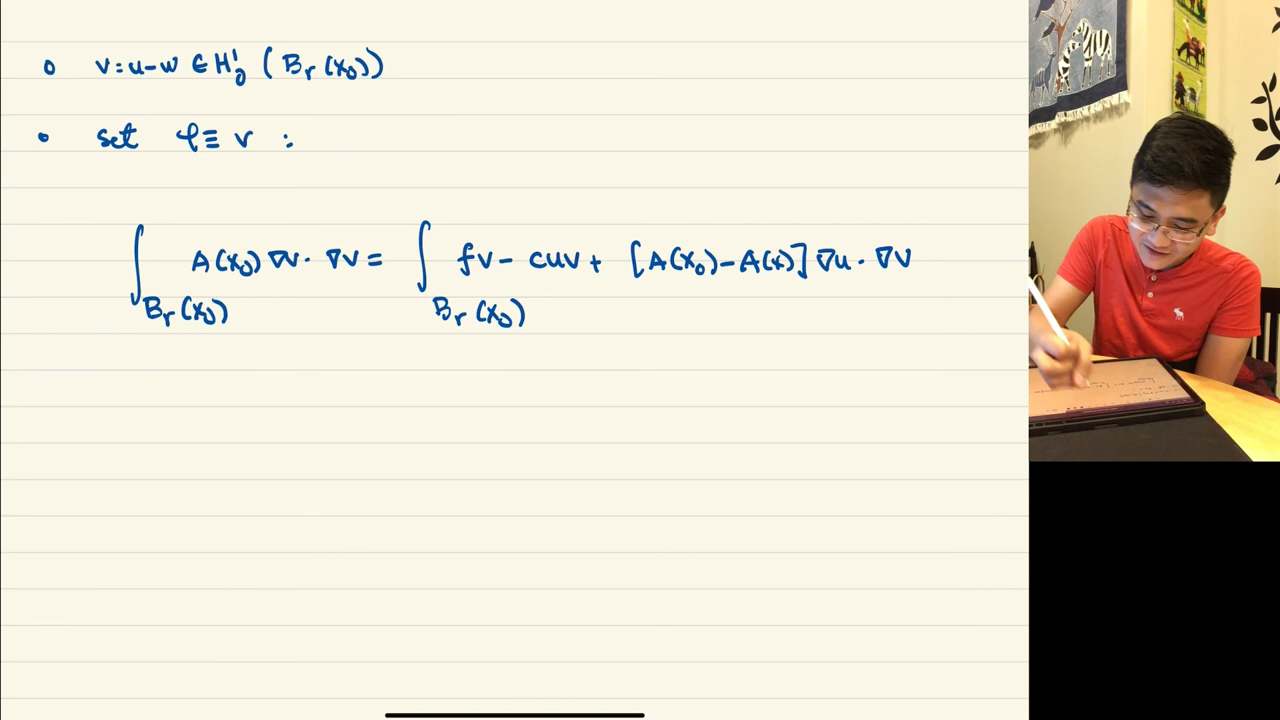 ∘ v = u - w ∈ H¹₀ (Bᵣ(x₀))
• set φ ≡ v :
∫_{Bᵣ(x₀)} A(x₀)∇v · ∇v = ∫_{Bᵣ(x₀)} fv - cuv + [A(x₀) - A(x)]∇u · ∇v